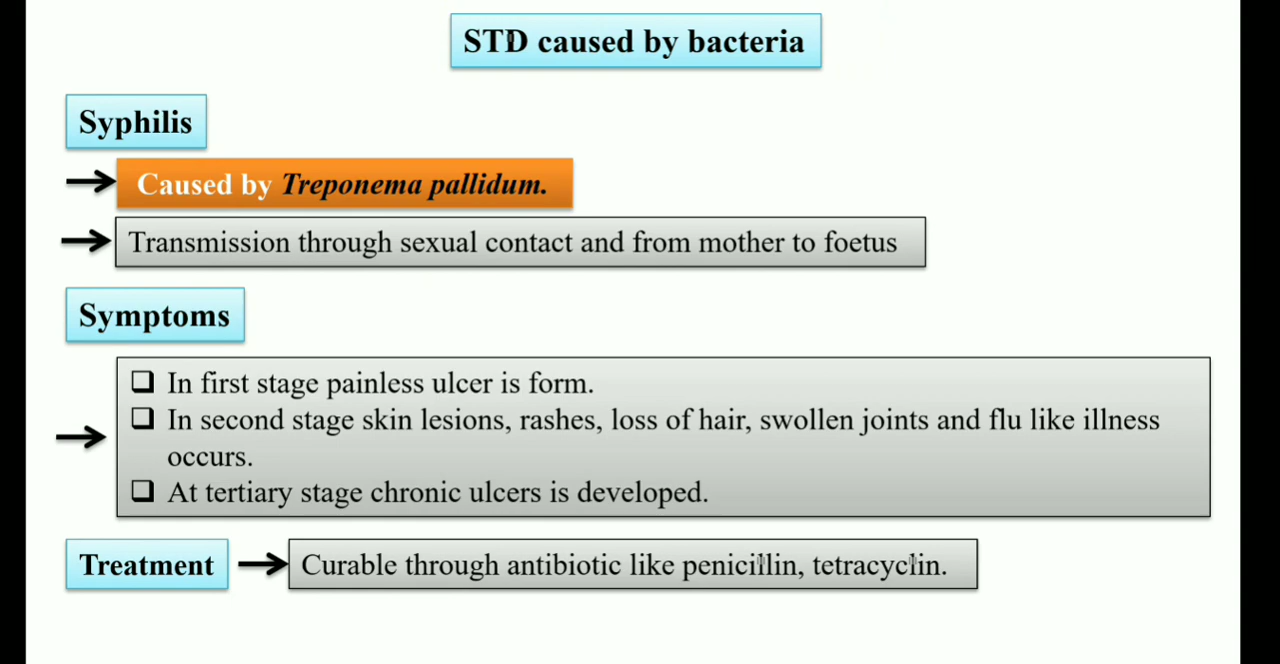 STD caused by bacteria
Syphilis
Caused by Treponema pallidum.
Transmission through sexual contact and from mother to foetus
Symptoms
In first stage painless ulcer is form.
In second stage skin lesions, rashes, loss of hair, swollen joints and flu like illness
occurs.
At tertiary stage chronic ulcers is developed.
Treatment
Curable through antibiotic like penicillin, tetracyclin.